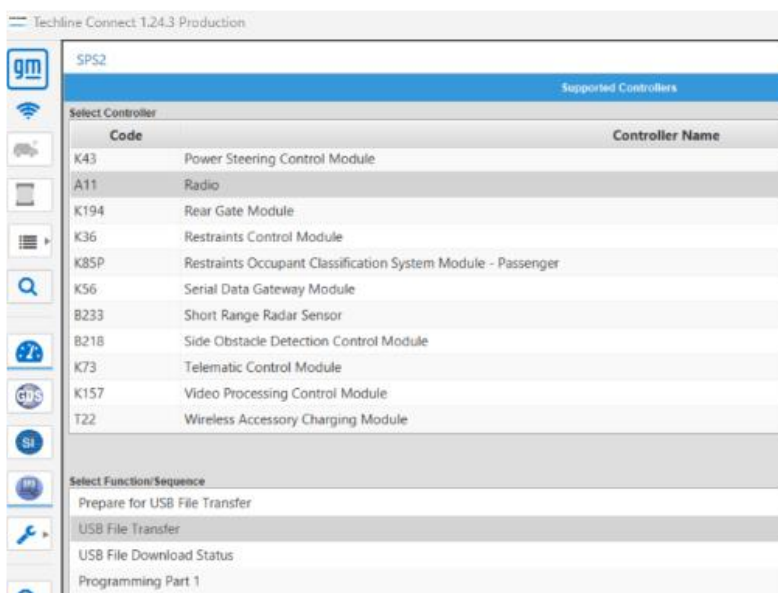 Techline Connect 1.24.3 Production
gm
SPS2
Supported Controllers
Select Controller
Code Controller Name
K43 Power Steering Control Module
A11 Radio
K194 Rear Gate Module
K36 Restraints Control Module
K85P Restraints Occupant Classification System Module - Passenger
K56 Serial Data Gateway Module
B233 Short Range Radar Sensor
B218 Side Obstacle Detection Control Module
K73 Telematic Control Module
K157 Video Processing Control Module
T22 Wireless Accessory Charging Module
GDS
Si
Select Function/Sequence
Prepare for USB File Transfer
USB File Transfer
USB File Download Status
Programming Part 1